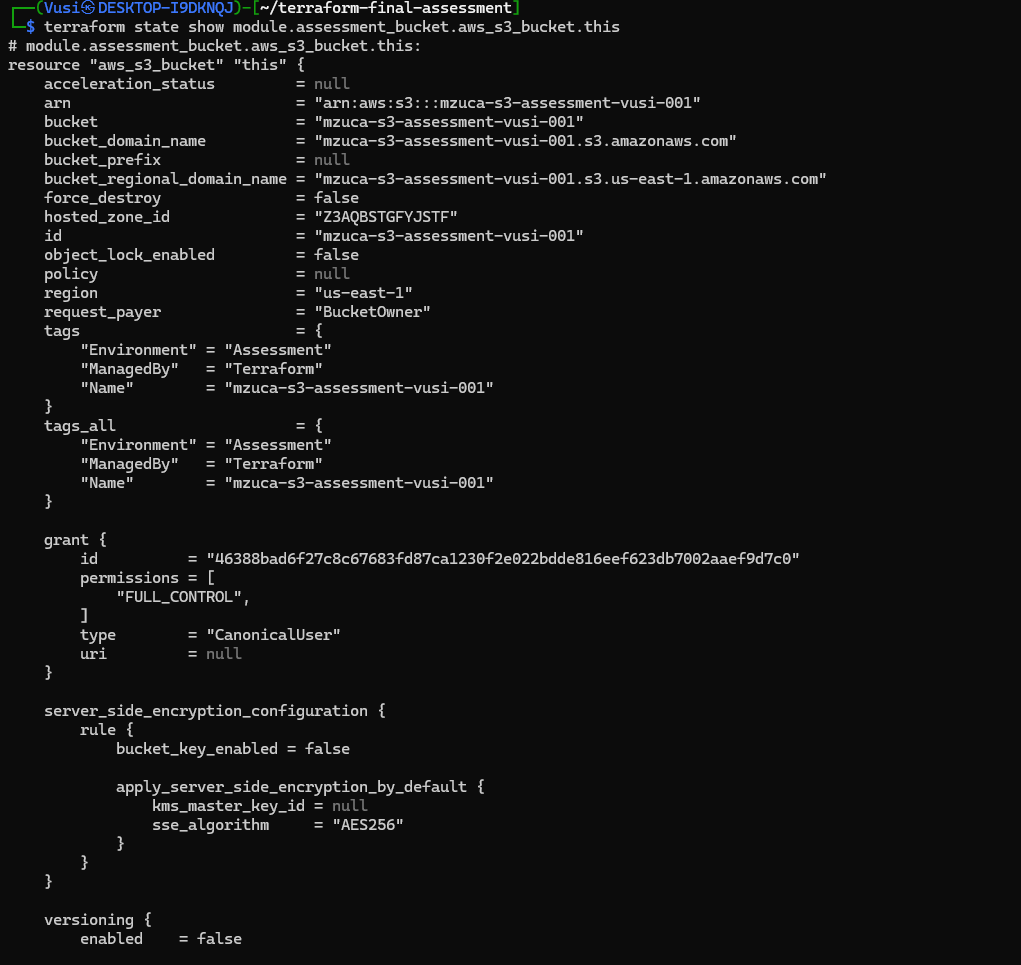 ┌──(Vusi㉿DESKTOP-I9DKNQJ)-[~/terraform-final-assessment]
└─$ terraform state show module.assessment_bucket.aws_s3_bucket.this
# module.assessment_bucket.aws_s3_bucket.this:
resource "aws_s3_bucket" "this" {
    acceleration_status         = null
    arn                         = "arn:aws:s3:::mzuca-s3-assessment-vusi-001"
    bucket                      = "mzuca-s3-assessment-vusi-001"
    bucket_domain_name          = "mzuca-s3-assessment-vusi-001.s3.amazonaws.com"
    bucket_prefix               = null
    bucket_regional_domain_name = "mzuca-s3-assessment-vusi-001.s3.us-east-1.amazonaws.com"
    force_destroy               = false
    hosted_zone_id              = "Z3AQBSTGFYJSTF"
    id                          = "mzuca-s3-assessment-vusi-001"
    object_lock_enabled         = false
    policy                      = null
    region                      = "us-east-1"
    request_payer               = "BucketOwner"
    tags                        = {
        "Environment" = "Assessment"
        "ManagedBy"   = "Terraform"
        "Name"        = "mzuca-s3-assessment-vusi-001"
    }
    tags_all                    = {
        "Environment" = "Assessment"
        "ManagedBy"   = "Terraform"
        "Name"        = "mzuca-s3-assessment-vusi-001"
    }

    grant {
        id          = "46388bad6f27c8c67683fd87ca1230f2e022bdde816eef623db7002aaef9d7c0"
        permissions = [
            "FULL_CONTROL",
        ]
        type        = "CanonicalUser"
        uri         = null
    }

    server_side_encryption_configuration {
        rule {
            bucket_key_enabled = false

            apply_server_side_encryption_by_default {
                kms_master_key_id = null
                sse_algorithm     = "AES256"
            }
        }
    }

    versioning {
        enabled    = false